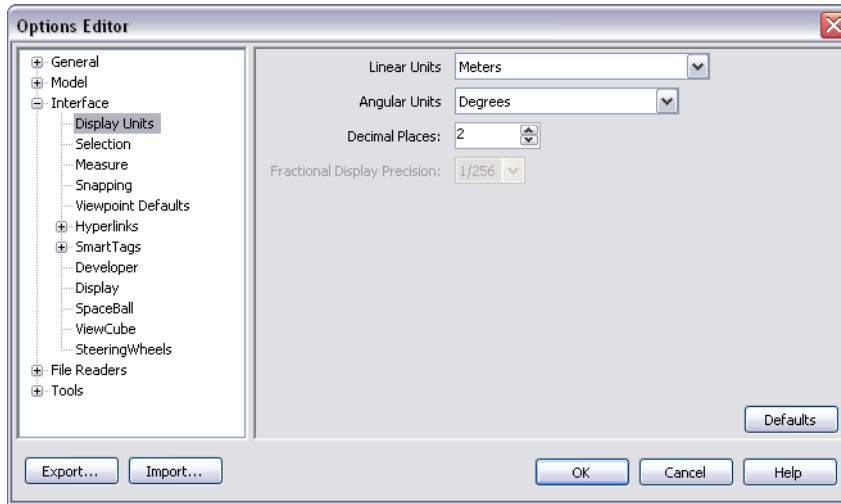 Options Editor
General
Model
Interface
Display Units
Selection
Measure
Snapping
Viewpoint Defaults
Hyperlinks
SmartTags
Developer
Display
SpaceBall
ViewCube
SteeringWheels
File Readers
Tools
Linear Units Meters
Angular Units Degrees
Decimal Places: 2
Fractional Display Precision: 1/256
Defaults
Export... Import... OK Cancel Help